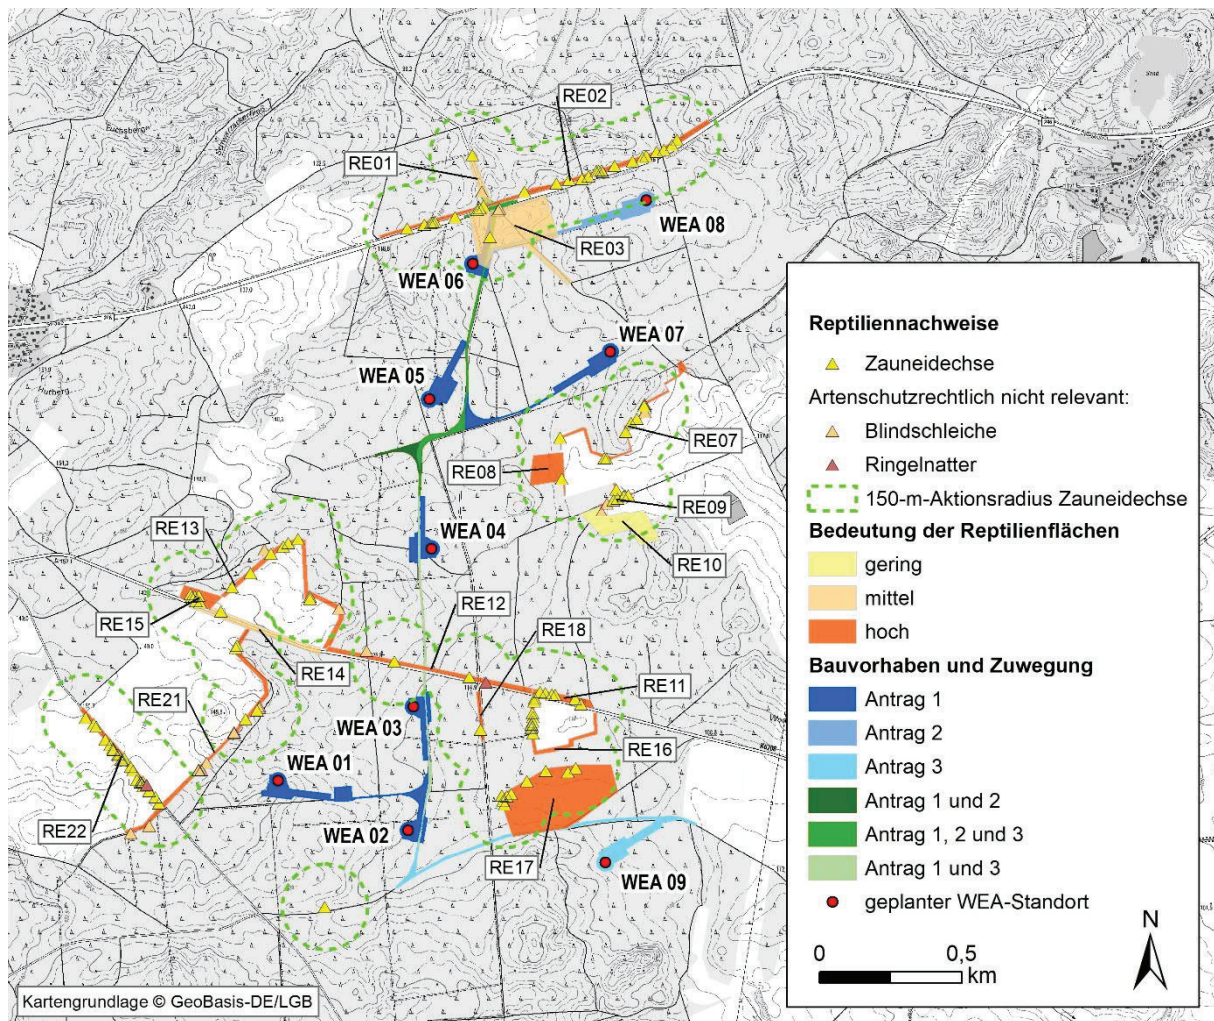 RE02
RE01
WEA 08
RE03
WEA 06
WEA 07
WEA 05
RE07
RE08
RE09
RE10
WEA 04
RE13
RE12
RE15
RE18
RE14
RE11
RE21
WEA 03
RE16
WEA 01
RE22
WEA 02
RE17
WEA 09
Reptiliennachweise
Zauneidechse
Artenschutzrechtlich nicht relevant:
Blindschleiche
Ringelnatter
150-m-Aktionsradius Zauneidechse
Bedeutung der Reptilienflächen
gering
mittel
hoch
Bauvorhaben und Zuwegung
Antrag 1
Antrag 2
Antrag 3
Antrag 1 und 2
Antrag 1, 2 und 3
Antrag 1 und 3
geplanter WEA-Standort
N
0 0,5
km
Kartengrundlage © GeoBasis-DE/LGB